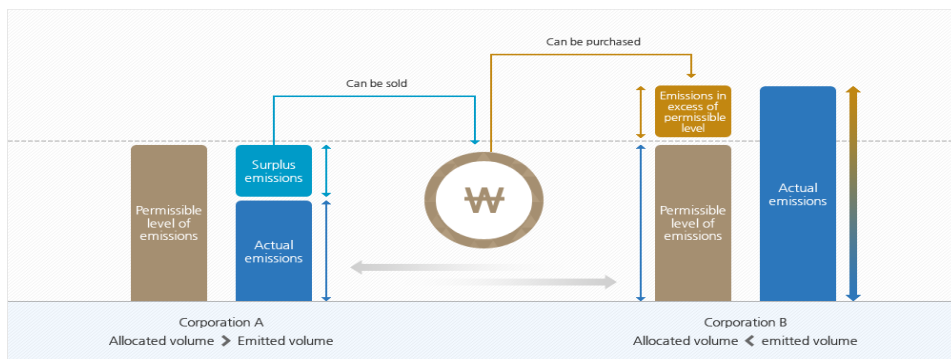 Can be purchased
Can be sold
Emissions in
excess of
permissible
level
Surplus
emissions
Permissible
level of
emissions
Actual
emissions
₩
Permissible
level of
emissions
Actual
emissions
Corporation A
Allocated volume > Emitted volume
Corporation B
Allocated volume < emitted volume